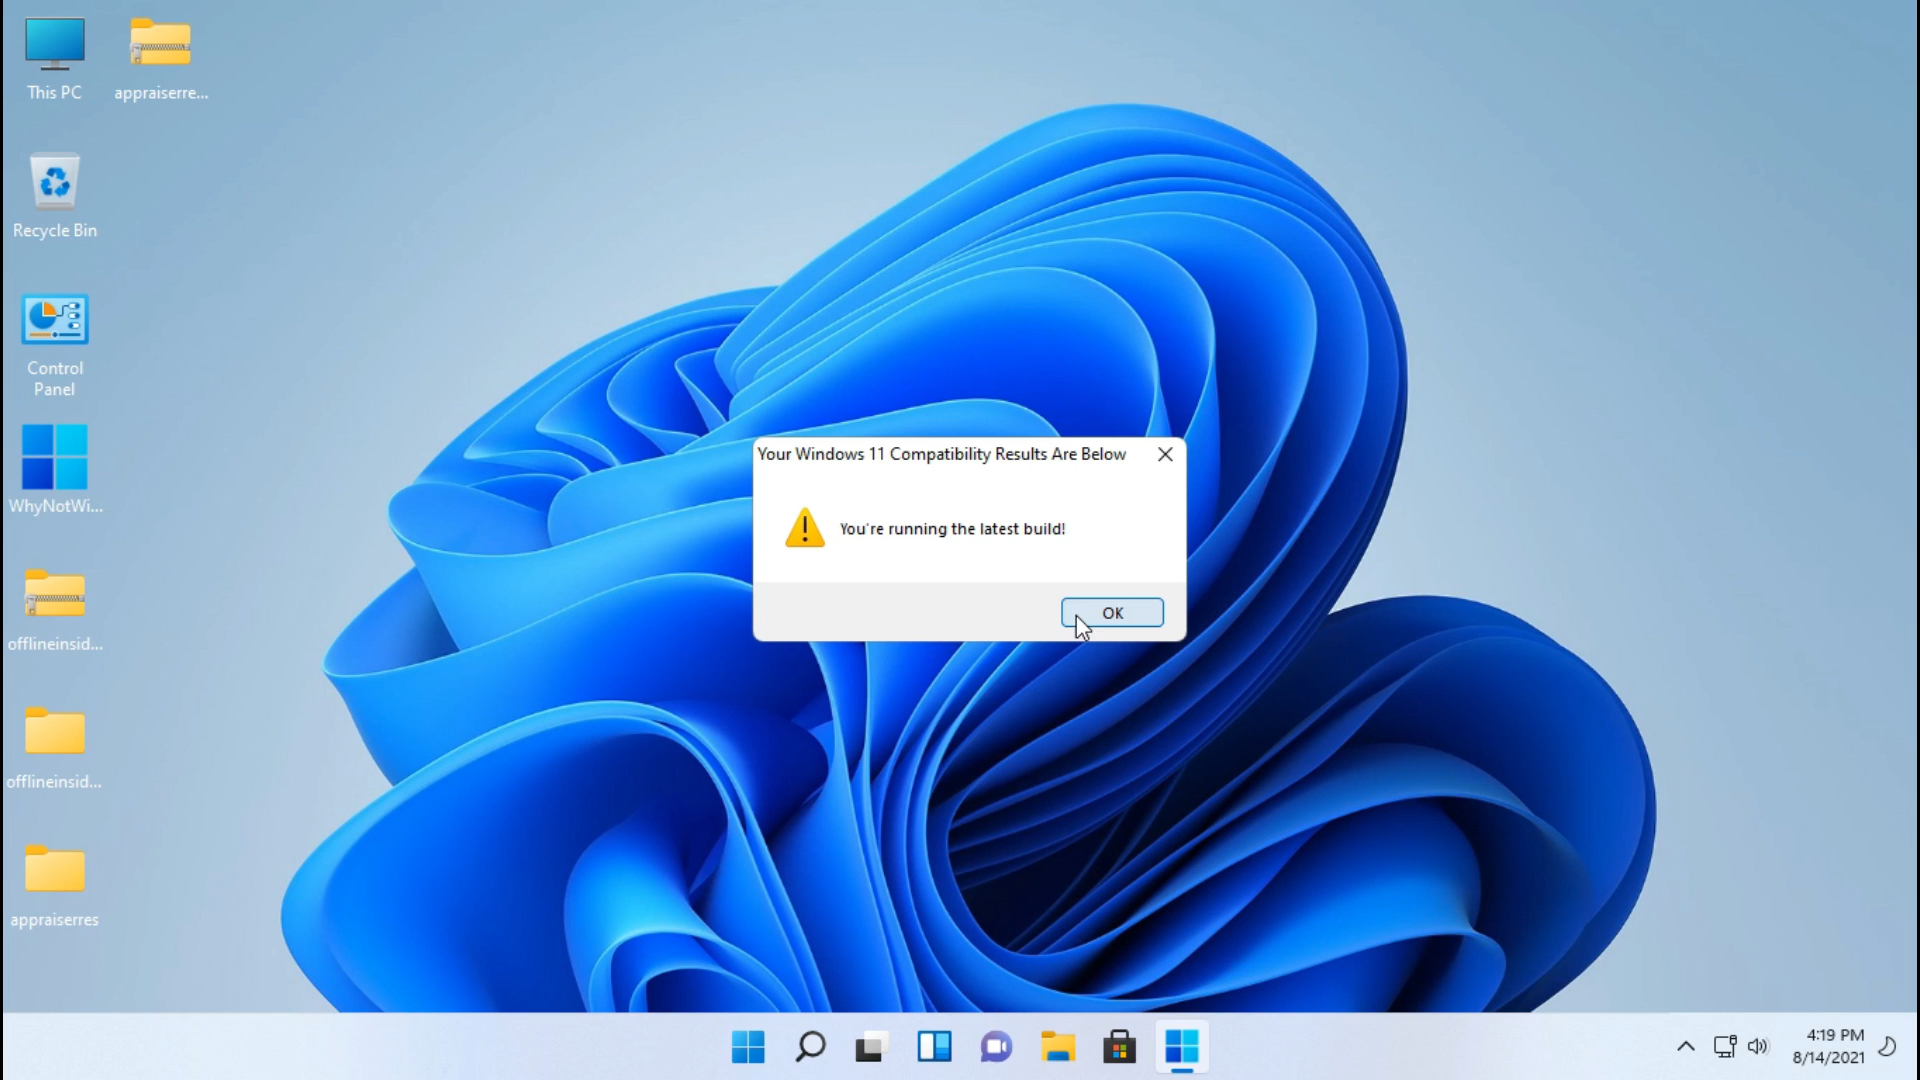 This PC
appraiserre...
Recycle Bin
Control
Panel
WhyNotWi...
offlineinsid...
offlineinsid...
appraiserres
Your Windows 11 Compatibility Results Are Below
You're running the latest build!
OK
4:19 PM
8/14/2021